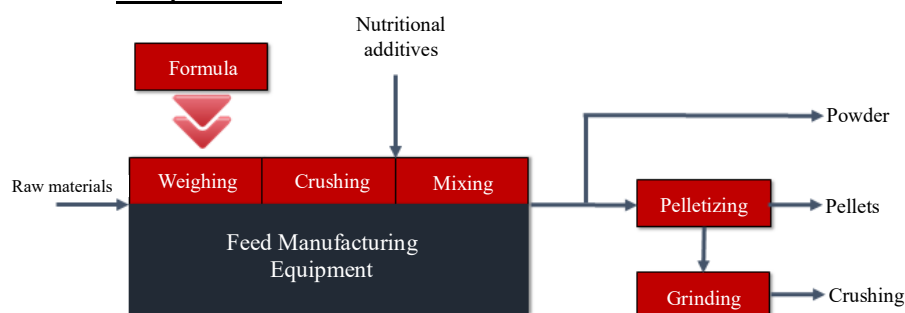 Nutritional
additives
Formula
Powder
Raw materials
Weighing
Crushing
Mixing
Pelletizing
Pellets
Feed Manufacturing
Equipment
Grinding
Crushing